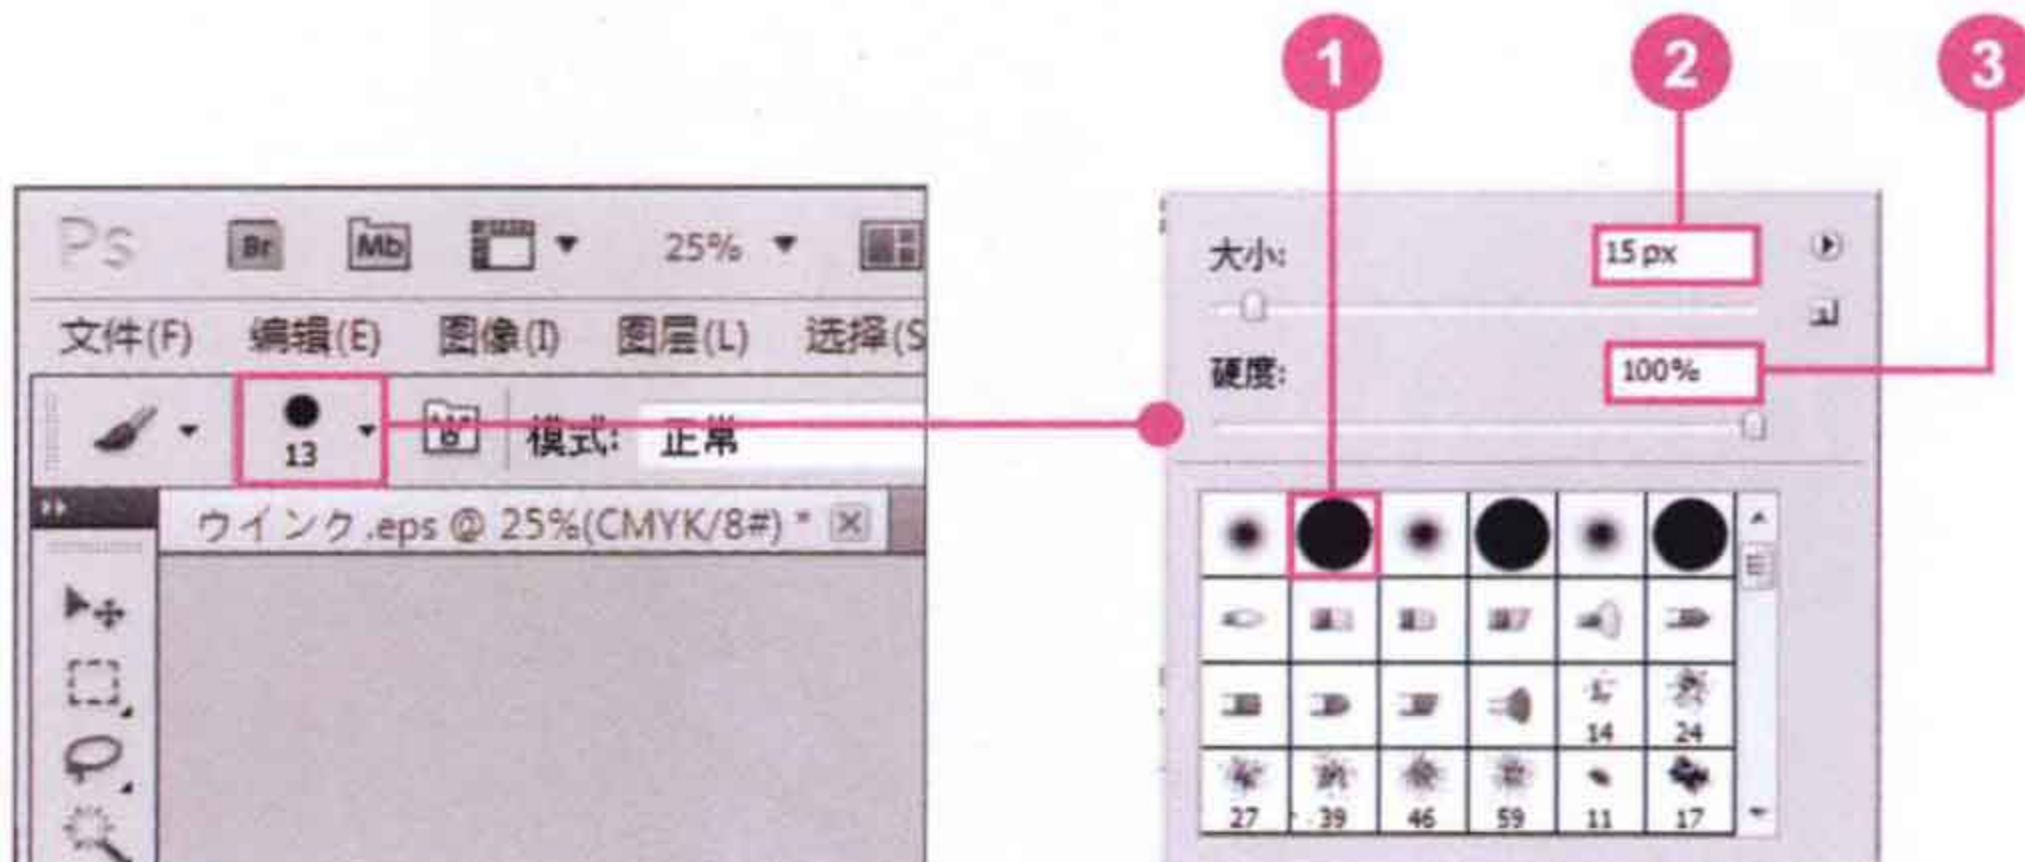 1 2 3
Ps Br Mb 25%
文件(F) 编辑(E) 图像(I) 图层(L) 选择(S
13 模式: 正常
ウインク.eps @ 25%(CMYK/8#) *
大小: 15 px
硬度: 100%
14 24
27 39 46 59 11 17